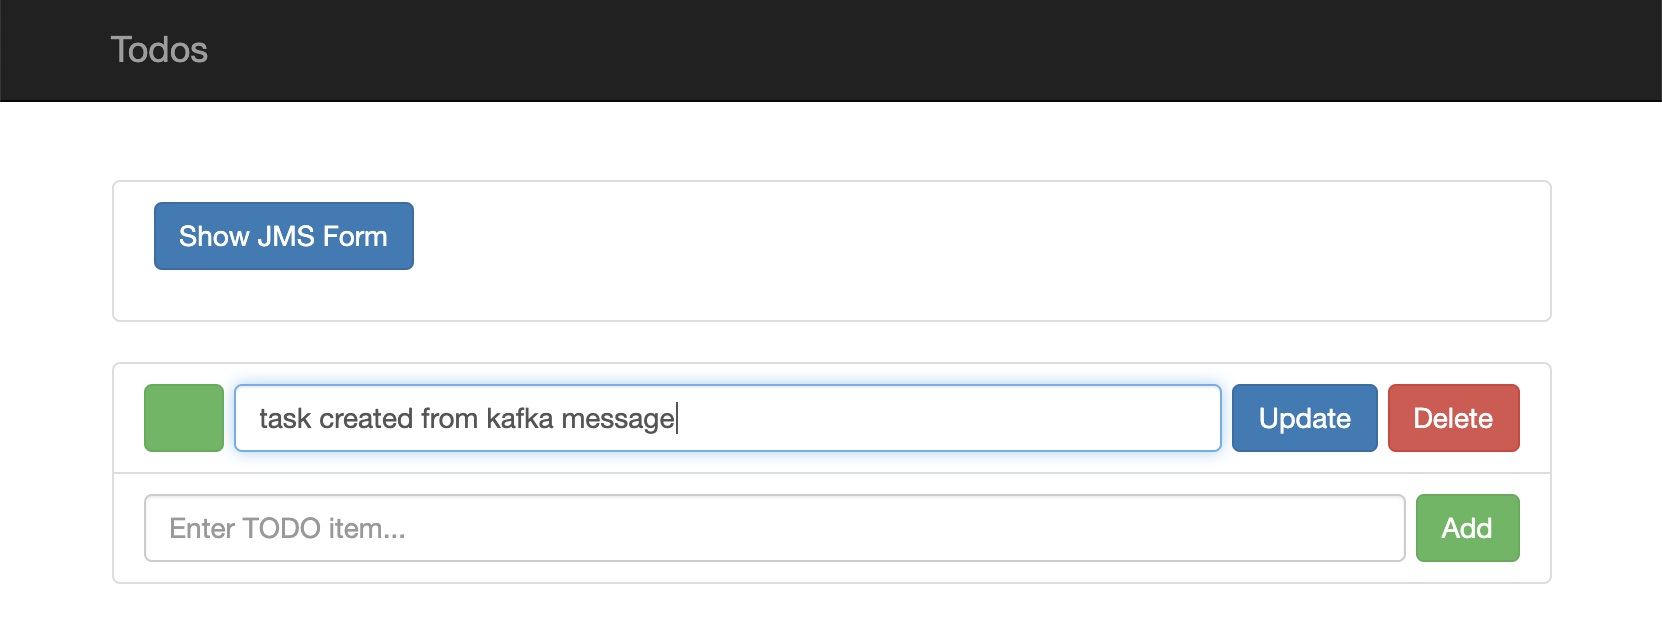 Todos
Show JMS Form
task created from kafka message
Update
Delete
Enter TODO item...
Add